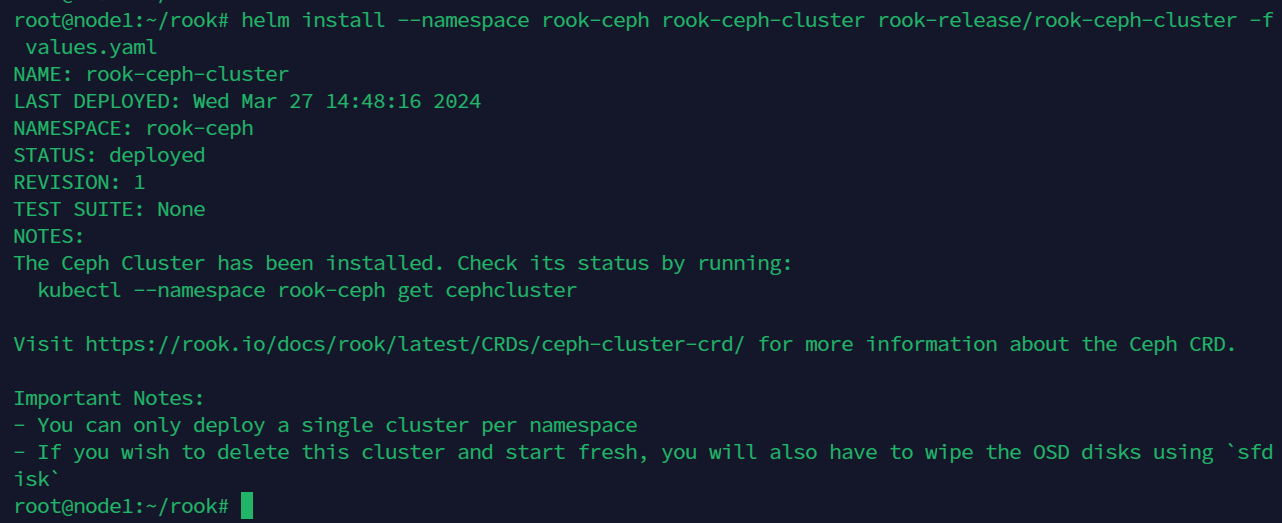 root@node1:~/rook# helm install --namespace rook-ceph rook-ceph-cluster rook-release/rook-ceph-cluster -f
 values.yaml
NAME: rook-ceph-cluster
LAST DEPLOYED: Wed Mar 27 14:48:16 2024
NAMESPACE: rook-ceph
STATUS: deployed
REVISION: 1
TEST SUITE: None
NOTES:
The Ceph Cluster has been installed. Check its status by running:
  kubectl --namespace rook-ceph get cephcluster

Visit https://rook.io/docs/rook/latest/CRDs/ceph-cluster-crd/ for more information about the Ceph CRD.

Important Notes:
- You can only deploy a single cluster per namespace
- If you wish to delete this cluster and start fresh, you will also have to wipe the OSD disks using `sfd
isk`
root@node1:~/rook#